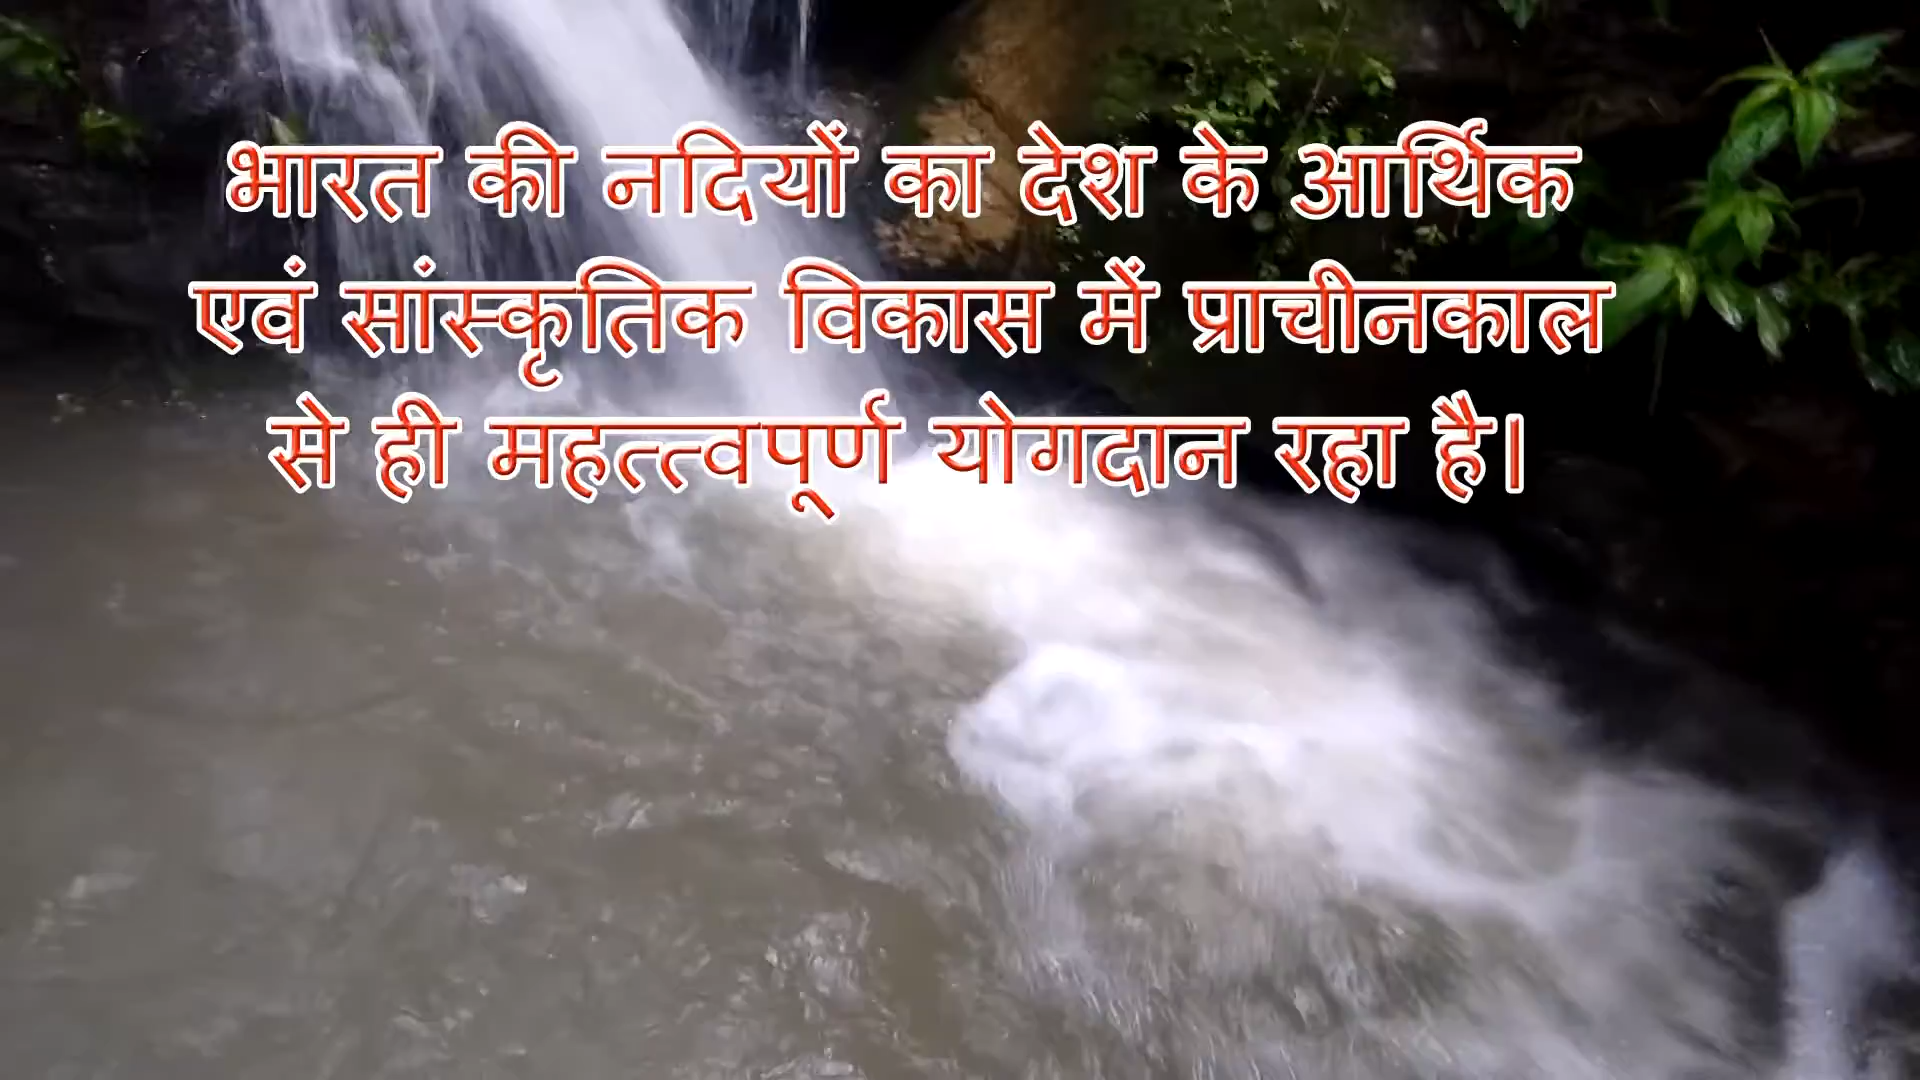 भारत की नदियों का देश के आर्थिक
एवं सांस्कृतिक विकास में प्राचीनकाल
से ही महत्त्वपूर्ण योगदान रहा है।